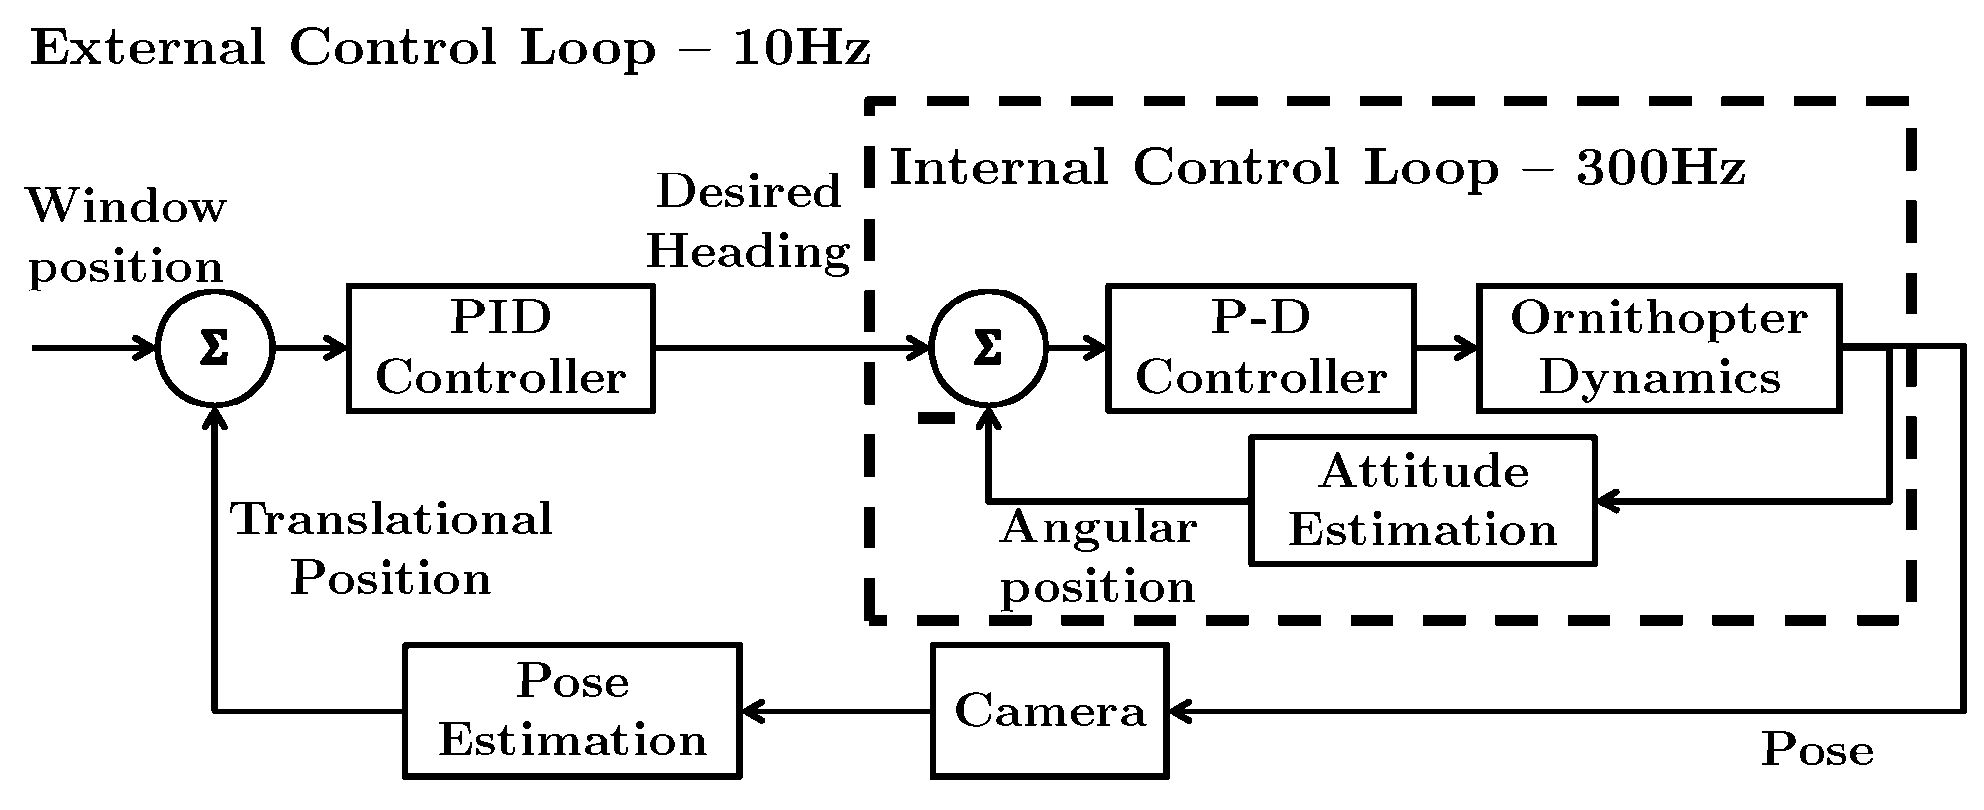 External Control Loop – 10Hz
Internal Control Loop – 300Hz
Window
position
Desired
Heading
Σ
PID
Controller
Σ
P-D
Controller
Ornithopter
Dynamics
-
Attitude
Estimation
Angular
position
Translational
Position
Pose
Estimation
Camera
Pose